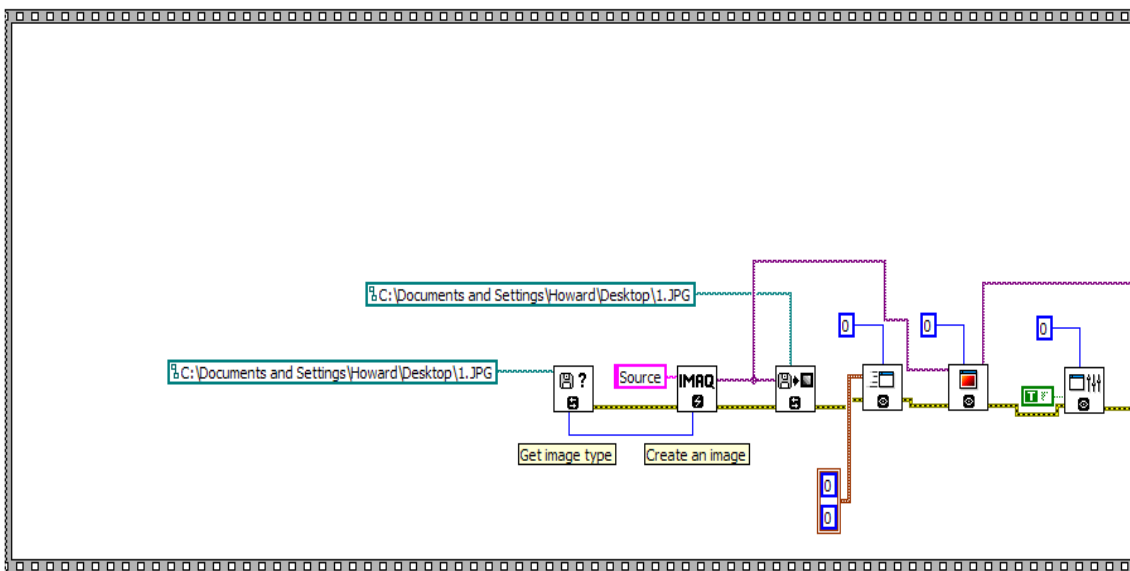 C:\Documents and Settings\Howard\Desktop\1.JPG
0
0
0
C:\Documents and Settings\Howard\Desktop\1.JPG
?
Source
IMAQ
T F
Get image type
Create an image
0
0